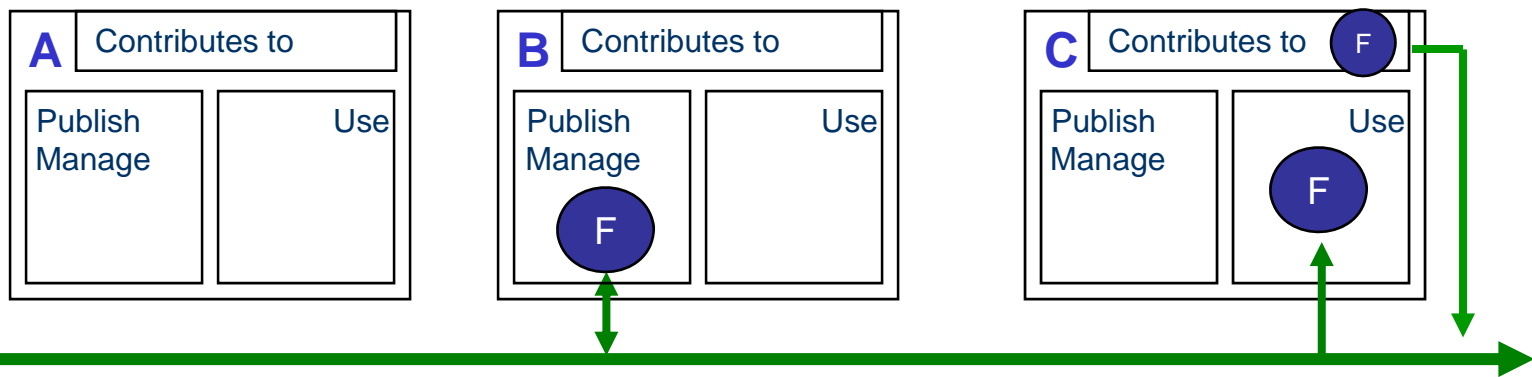 A Contributes to
Publish Use
Manage
B Contributes to
Publish Use
Manage
F
C Contributes to F
Publish Use
Manage
F